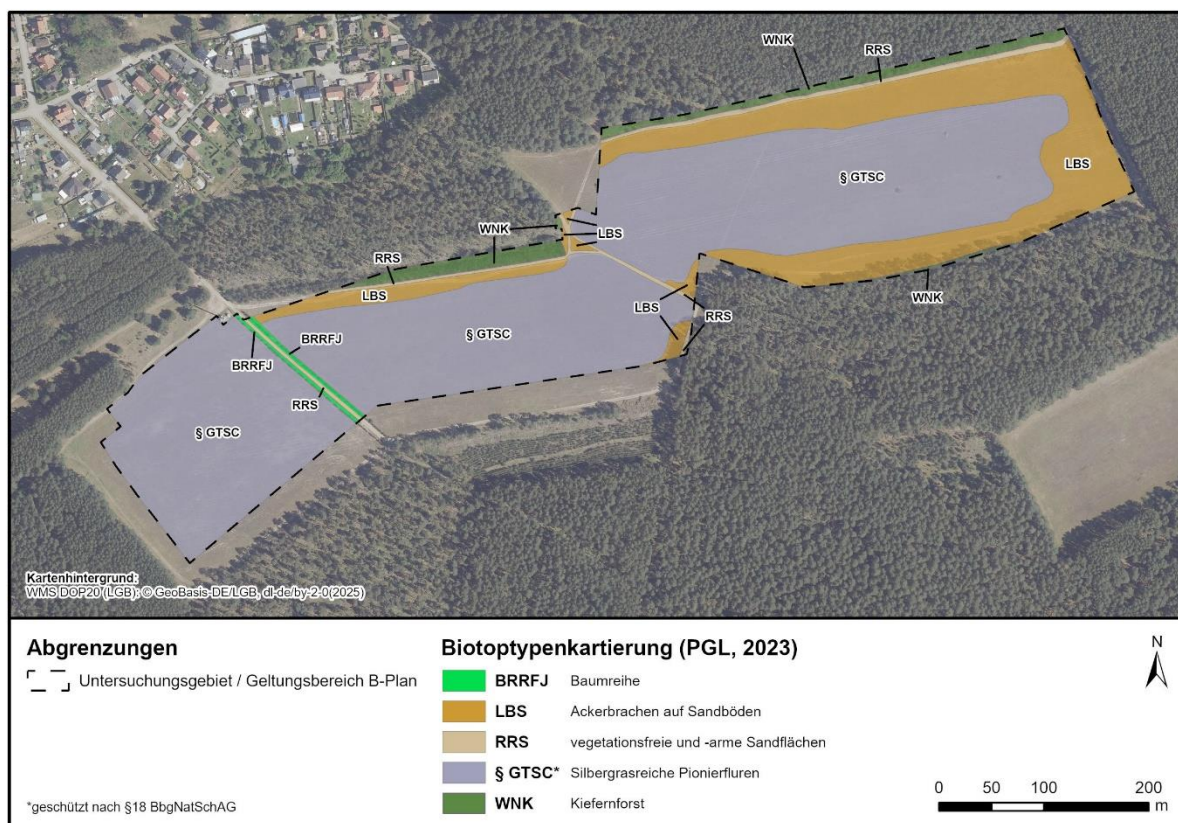 WNK
RRS
LBS
§ GTSC
WNK
LBS
RRS
LBS
WNK
LBS
RRS
§ GTSC
BRRFJ
BRRFJ
RRS
§ GTSC
Kartenhintergrund:
WMS DOP20 (LGB): © GeoBasis-DE/LGB, dl-de/by-2-0(2025)
Abgrenzungen
Untersuchungsgebiet / Geltungsbereich B-Plan
*geschützt nach §18 BbgNatSchAG
Biotoptypenkartierung (PGL, 2023)
BRRFJ Baumreihe
LBS Ackerbrachen auf Sandböden
RRS vegetationsfreie und -arme Sandflächen
§ GTSC* Silbergrasreiche Pionierfluren
WNK Kiefernforst
N
0 50 100 200
m